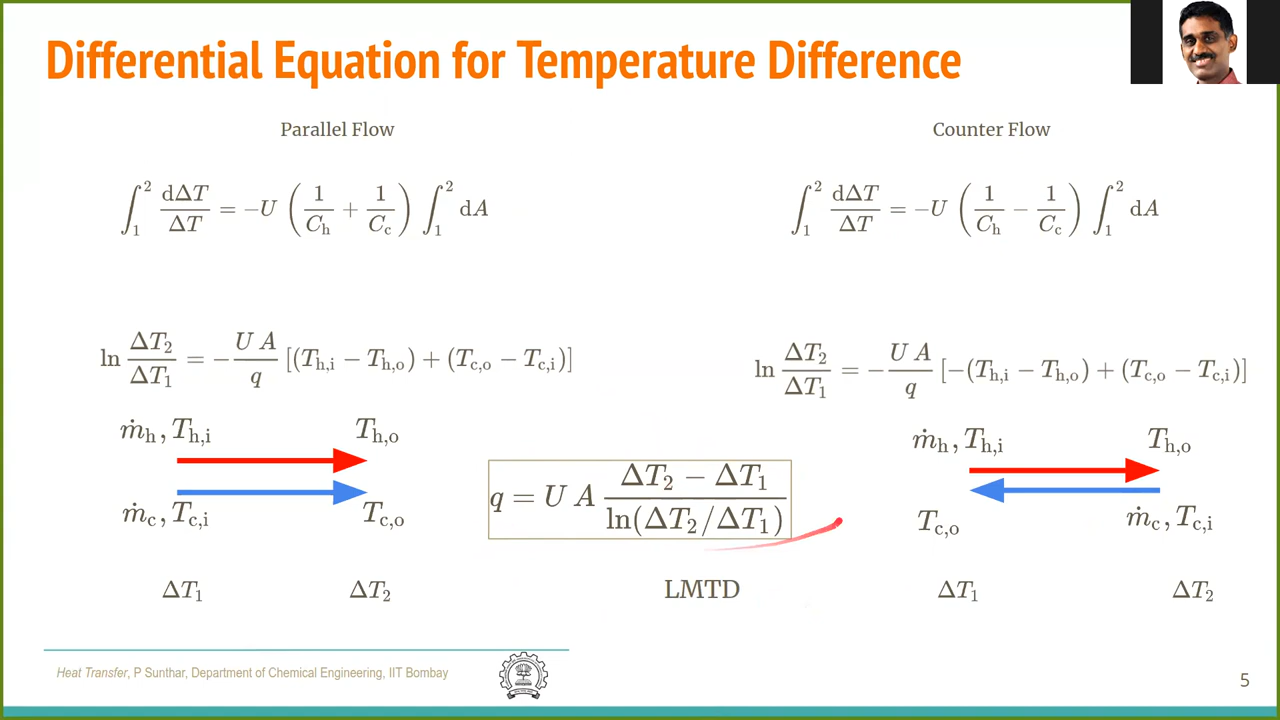 Differential Equation for Temperature Difference
Parallel Flow
∫₁² dΔT/ΔT = −U (1/C_h + 1/C_c) ∫₁² dA
ln ΔT₂/ΔT₁ = − U A/q [(T_h,i − T_h,o) + (T_c,o − T_c,i)]
ṁ_h, T_h,i T_h,o
ṁ_c, T_c,i T_c,o
ΔT₁ ΔT₂
q = U A (ΔT₂ − ΔT₁)/ln(ΔT₂/ΔT₁)
LMTD
Counter Flow
∫₁² dΔT/ΔT = −U (1/C_h − 1/C_c) ∫₁² dA
ln ΔT₂/ΔT₁ = − U A/q [−(T_h,i − T_h,o) + (T_c,o − T_c,i)]
ṁ_h, T_h,i T_h,o
T_c,o ṁ_c, T_c,i
ΔT₁ ΔT₂
Heat Transfer, P Sunthar, Department of Chemical Engineering, IIT Bombay
5